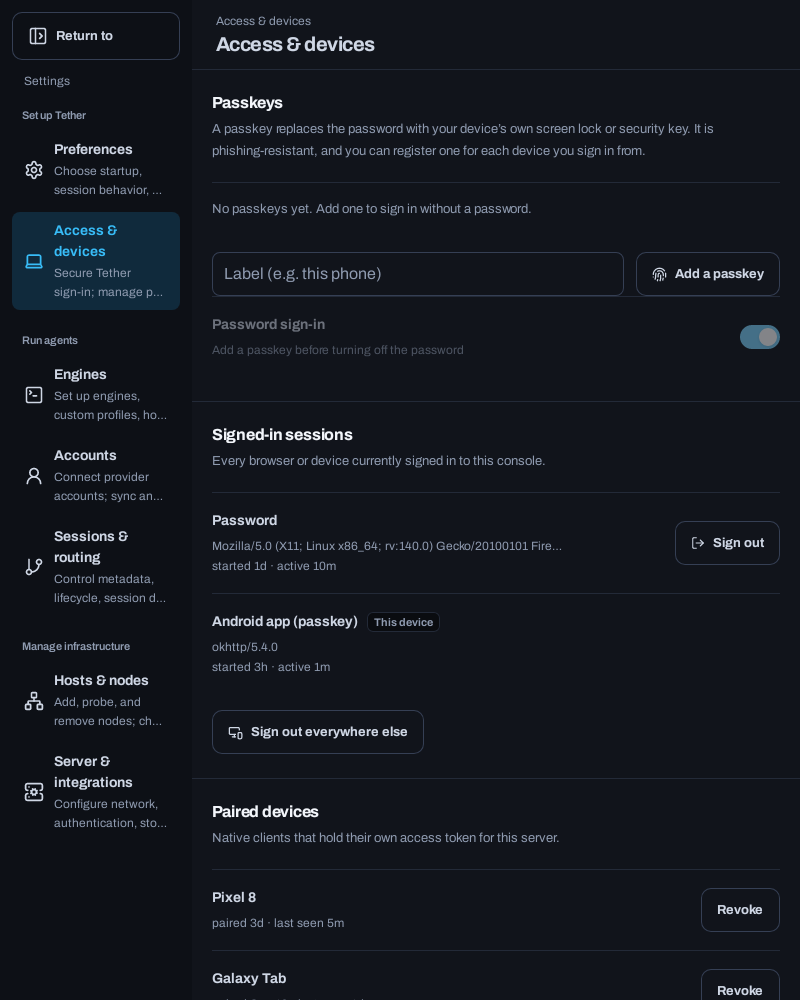 Return to
Settings
Set up Tether
Preferences
Choose startup,
session behavior, ...
Access &
devices
Secure Tether
sign-in; manage p...
Run agents
Engines
Set up engines,
custom profiles, ho...
Accounts
Connect provider
accounts; sync an...
Sessions &
routing
Control metadata,
lifecycle, session d...
Manage infrastructure
Hosts & nodes
Add, probe, and
remove nodes; ch...
Server &
integrations
Configure network,
authentication, sto...
Access & devices
Access & devices
Passkeys
A passkey replaces the password with your device's own screen lock or security key. It is
phishing-resistant, and you can register one for each device you sign in from.
No passkeys yet. Add one to sign in without a password.
Label (e.g. this phone)
Add a passkey
Password sign-in
Add a passkey before turning off the password
Signed-in sessions
Every browser or device currently signed in to this console.
Password
Mozilla/5.0 (X11; Linux x86_64; rv:140.0) Gecko/20100101 Fire...
started 1d · active 10m
Sign out
Android app (passkey) This device
okhttp/5.4.0
started 3h · active 1m
Sign out everywhere else
Paired devices
Native clients that hold their own access token for this server.
Pixel 8
paired 3d · last seen 5m
Revoke
Galaxy Tab
Revoke